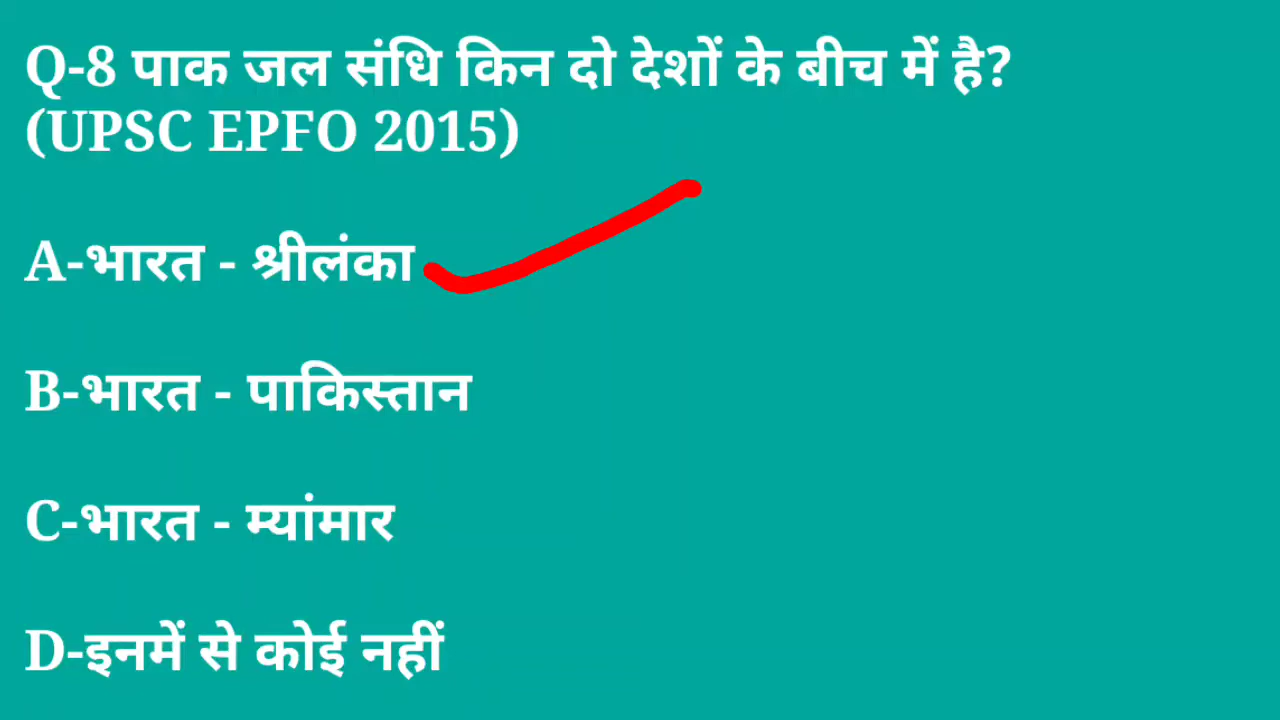 Q-8 पाक जल संधि किन दो देशों के बीच में है?
(UPSC EPFO 2015)
A-भारत - श्रीलंका
B-भारत - पाकिस्तान
C-भारत - म्यांमार
D-इनमें से कोई नहीं